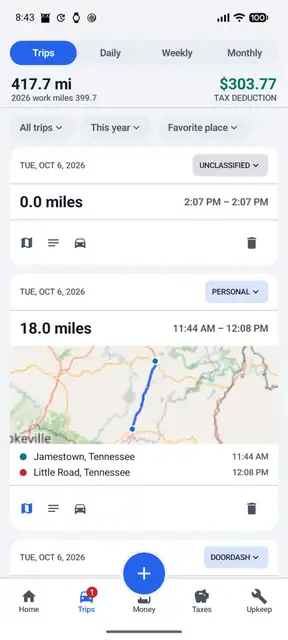 8:43
100
Trips Daily Weekly Monthly
417.7 mi $303.77
2026 work miles 399.7 TAX DEDUCTION
All trips This year Favorite place
TUE, OCT 6, 2026 UNCLASSIFIED
0.0 miles 2:07 PM – 2:07 PM
TUE, OCT 6, 2026 PERSONAL
18.0 miles 11:44 AM – 12:08 PM
okeville
Jamestown, Tennessee 11:44 AM
Little Road, Tennessee 12:08 PM
TUE, OCT 6, 2026 DOORDASH
1
Home Trips Money Taxes Upkeep